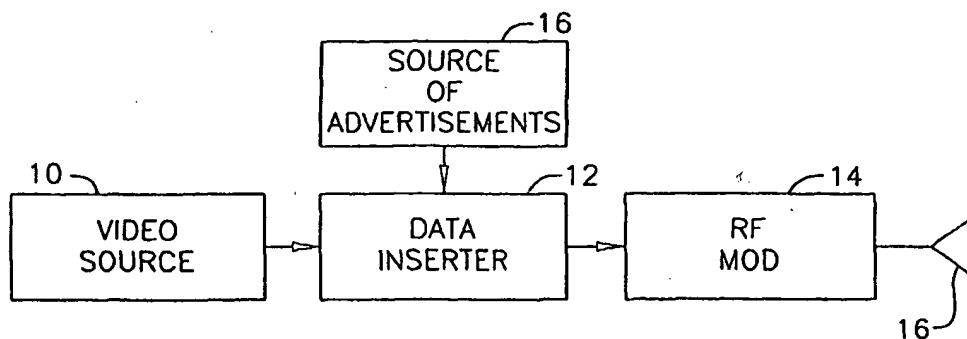 16
SOURCE
OF
ADVERTISEMENTS
10
12
14
VIDEO
SOURCE
DATA
INSERTER
RF
MOD
16